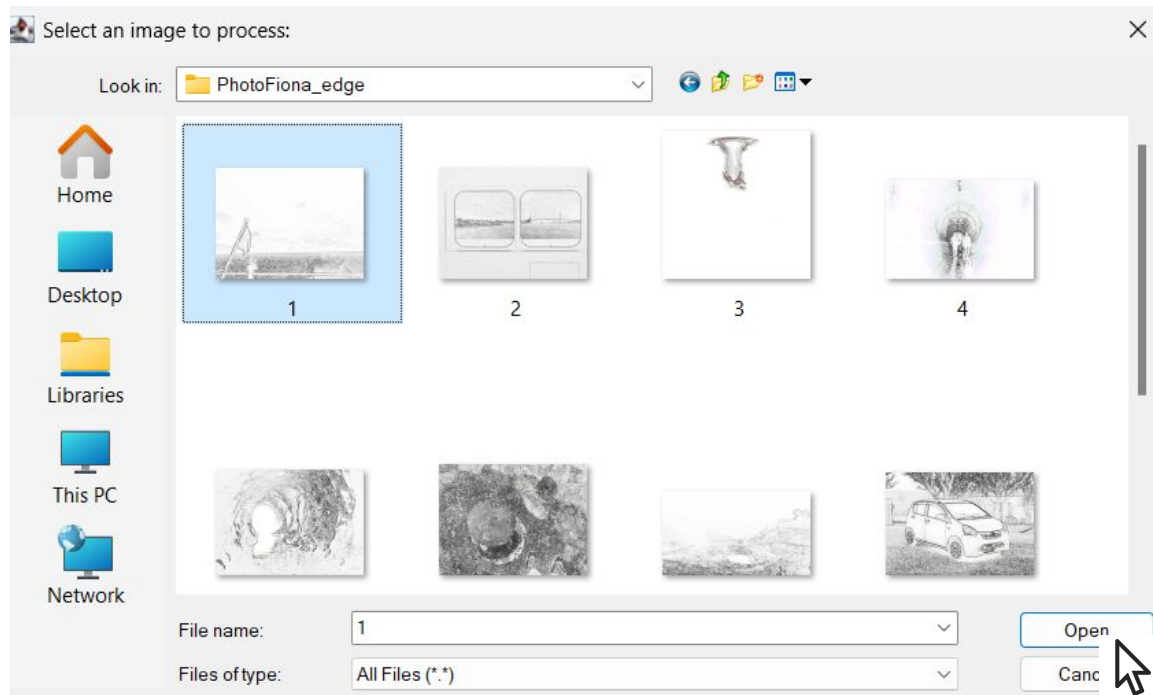 Select an image to process:
Look in: PhotoFiona_edge
Home
Desktop
Libraries
This PC
Network
1 2 3 4
File name: 1 Open
Files of type: All Files (*.*) Canc